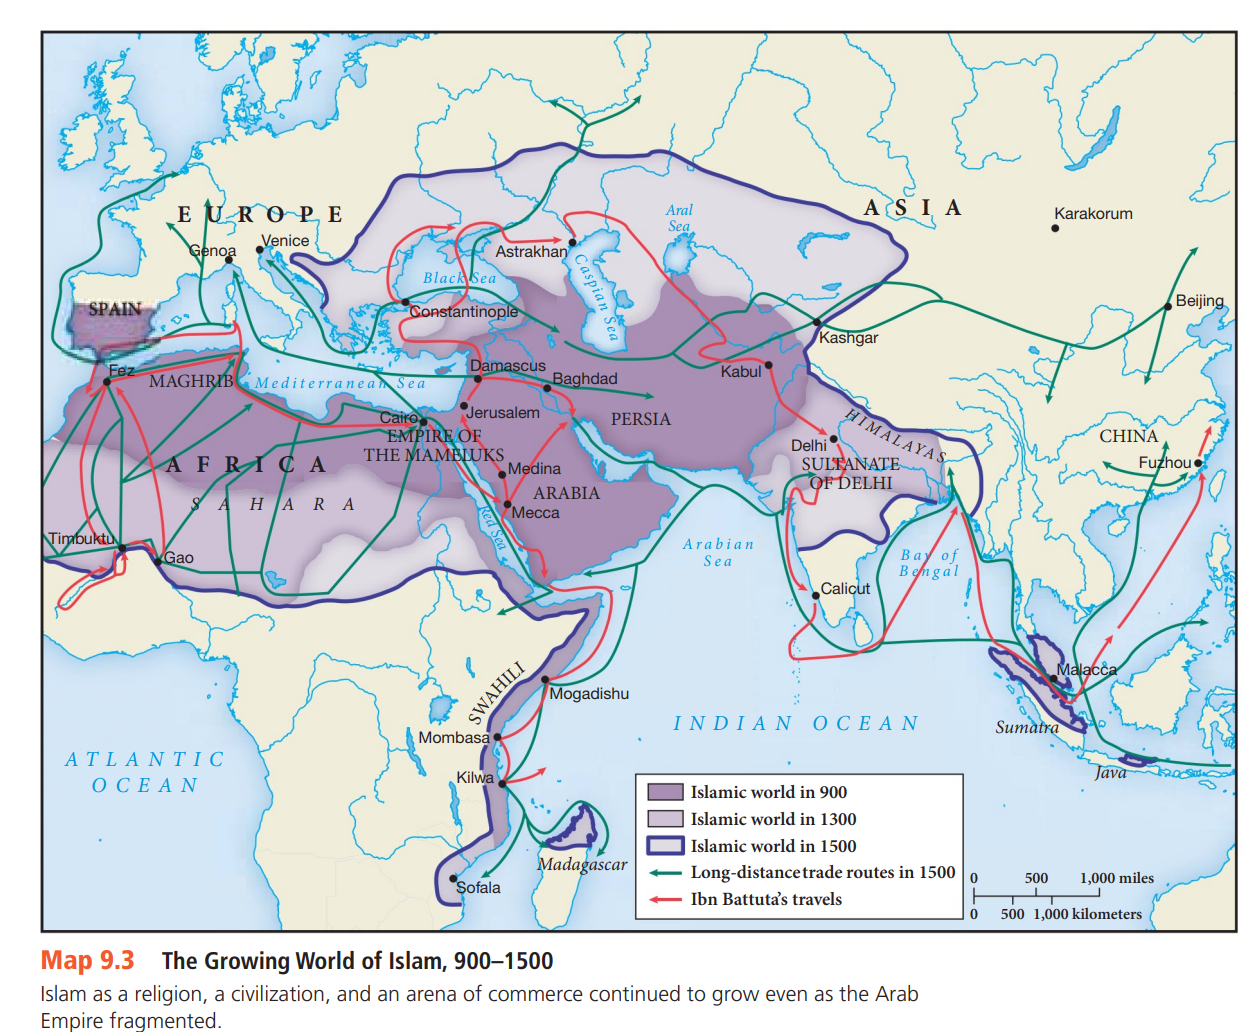 EUROPE
ASIA
Karakorum
Aral
Sea
Venice
Genoa
Astrakhan
Black Sea
Caspian Sea
Beijing
SPAIN
Constantinople
Kashgar
Fez
MAGHRIB
Mediterranean Sea
Damascus
Baghdad
Kabul
Jerusalem
Cairo
EMPIRE OF
THE MAMELUKS
PERSIA
HIMALAYAS
CHINA
Delhi
SULTANATE
OF DELHI
Fuzhou
AFRICA
SAHARA
Medina
ARABIA
Mecca
Red Sea
Timbuktu
Gao
Arabian
Sea
Bay of
Bengal
Calicut
Malacca
SWAHILI
Mogadishu
Mombasa
INDIAN OCEAN
Sumatra
ATLANTIC
OCEAN
Kilwa
Java
Madagascar
Sofala
Islamic world in 900
Islamic world in 1300
Islamic world in 1500
Long-distance trade routes in 1500
Ibn Battuta's travels
0 500 1,000 miles
0 500 1,000 kilometers
Map 9.3 The Growing World of Islam, 900–1500
Islam as a religion, a civilization, and an arena of commerce continued to grow even as the Arab
Empire fragmented.